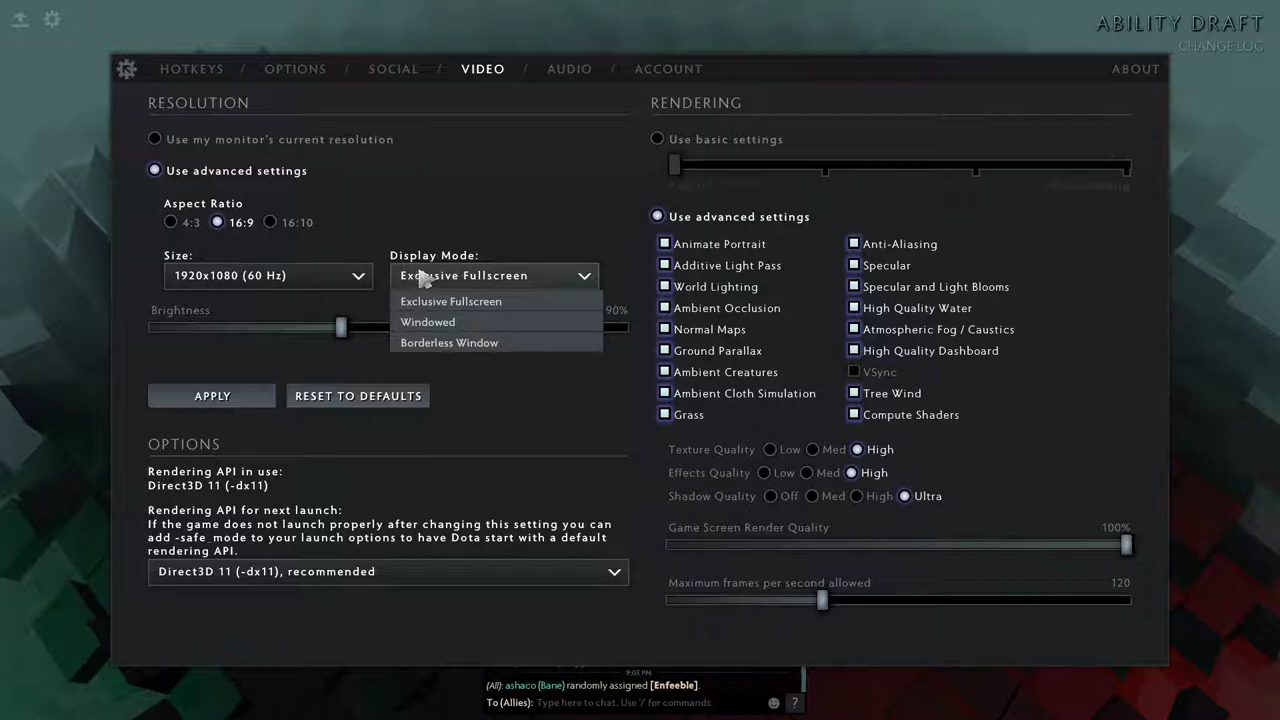 ABILITY DRAFT
CHANGE LOG
HOTKEYS / OPTIONS / SOCIAL / VIDEO / AUDIO / ACCOUNT
ABOUT
RESOLUTION
Use my monitor's current resolution
Use advanced settings
Aspect Ratio
4:3 16:9 16:10
Size:
1920x1080 (60 Hz)
Display Mode:
Exclusive Fullscreen
Exclusive Fullscreen
Windowed
Borderless Window
Brightness
90%
APPLY
RESET TO DEFAULTS
OPTIONS
Rendering API in use:
Direct3D 11 (-dx11)
Rendering API for next launch:
If the game does not launch properly after changing this setting you can
add -safe_mode to your launch options to have Dota start with a default
rendering API.
Direct3D 11 (-dx11), recommended
RENDERING
Use basic settings
Use advanced settings
Animate Portrait
Additive Light Pass
World Lighting
Ambient Occlusion
Normal Maps
Ground Parallax
Ambient Creatures
Ambient Cloth Simulation
Grass
Anti-Aliasing
Specular
Specular and Light Blooms
High Quality Water
Atmospheric Fog / Caustics
High Quality Dashboard
VSync
Tree Wind
Compute Shaders
Texture Quality Low Med High
Effects Quality Low Med High
Shadow Quality Off Med High Ultra
Game Screen Render Quality 100%
Maximum frames per second allowed 120
9:05 PM
(All): ashaco (Bane) randomly assigned [Enfeeble].
To (Allies): Type here to chat. Use '/' for commands.
?